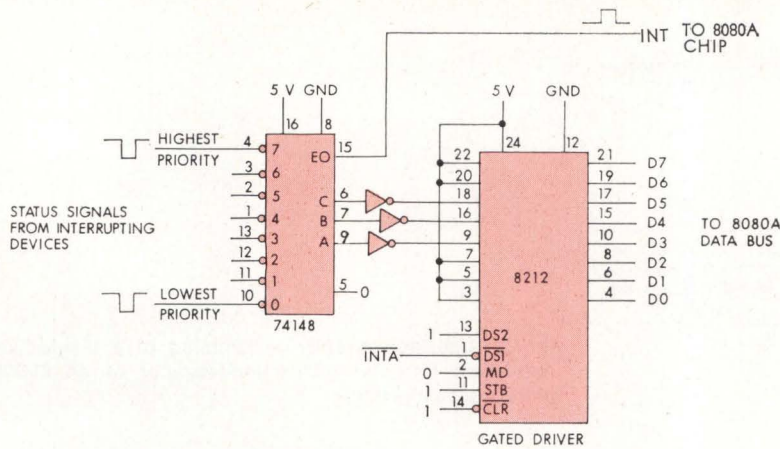 INT TO 8080A
CHIP
5 V GND
16 8
5 V GND
24 12
HIGHEST
PRIORITY
4 7
3 6
2 5
1 4
13 3
12 2
11 1
10 0
LOWEST
PRIORITY
STATUS SIGNALS
FROM INTERRUPTING
DEVICES
EO 15
C 6
B 7
A 9
5 0
74148
22 21 D7
20 19 D6
18 17 D5
16 15 D4
9 10 D3
7 8 D2
5 6 D1
3 4 D0
8212
TO 8080A
DATA BUS
1 13 DS2
INTA 1 DS1
0 2 MD
1 11 STB
1 14 CLR
GATED DRIVER